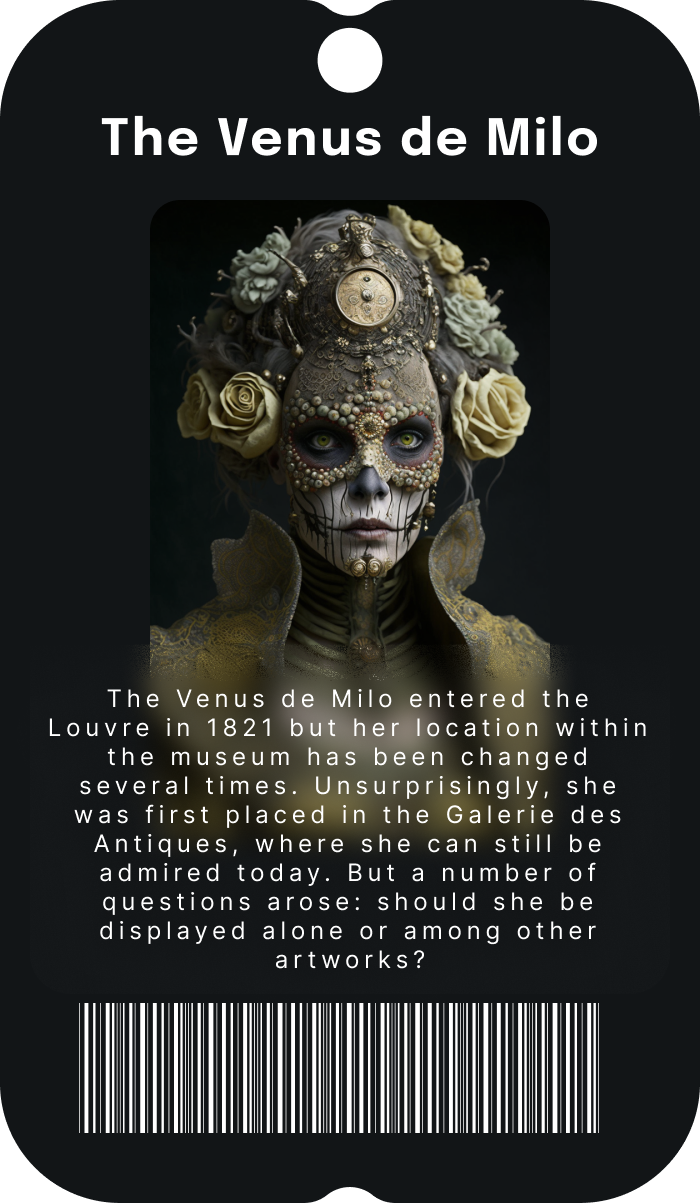 The Venus de Milo
The Venus de Milo entered the
Louvre in 1821 but her location within
the museum has been changed
several times. Unsurprisingly, she
was first placed in the Galerie des
Antiques, where she can still be
admired today. But a number of
questions arose: should she be
displayed alone or among other
artworks?